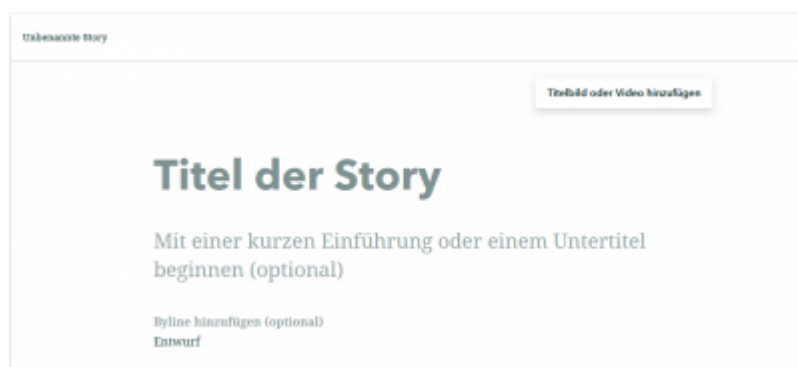 Unbenannte Story
Titelbild oder Video hinzufügen
Titel der Story
Mit einer kurzen Einführung oder einem Untertitel
beginnen (optional)
Byline hinzufügen (optional)
Entwurf